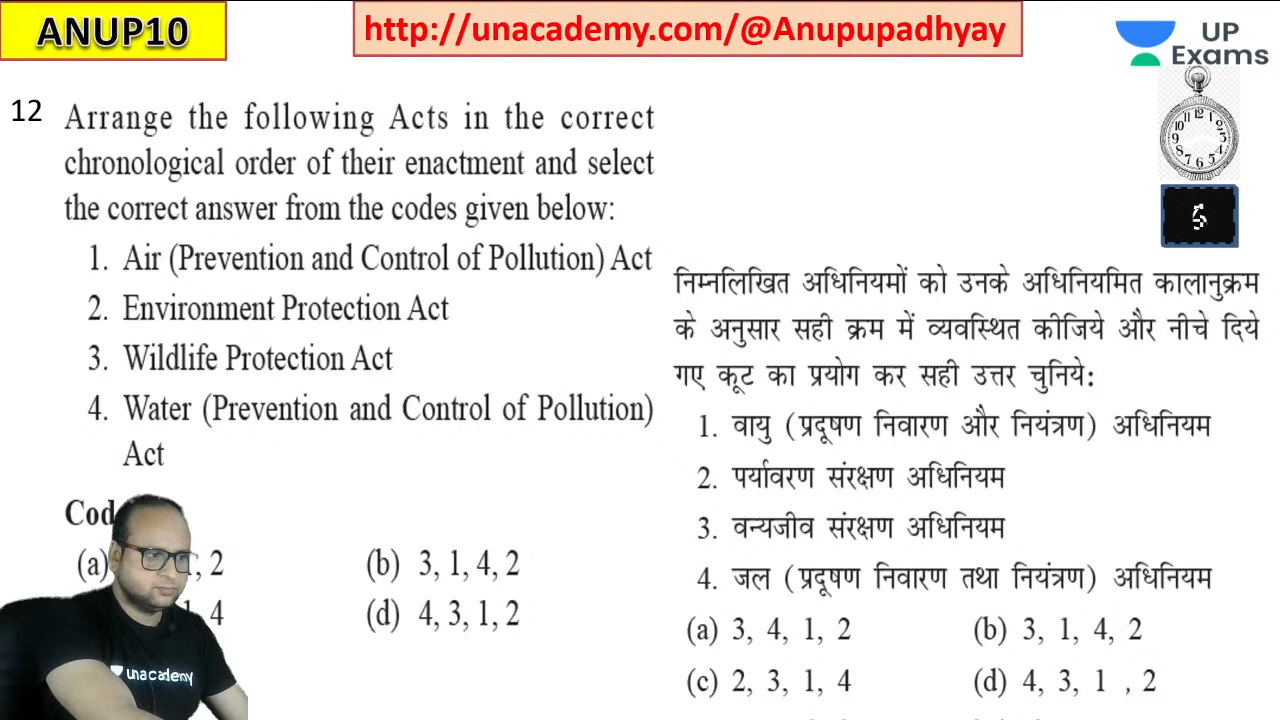 ANUP10
http://unacademy.com/@Anupupadhyay
UP
Exams
12 Arrange the following Acts in the correct
chronological order of their enactment and select
the correct answer from the codes given below:
1. Air (Prevention and Control of Pollution) Act
2. Environment Protection Act
3. Wildlife Protection Act
4. Water (Prevention and Control of Pollution)
Act
Cod
(a) , 2
(b) 3, 1, 4, 2
, 4
(d) 4, 3, 1, 2
unacademy
निम्नलिखित अधिनियमों को उनके अधिनियमित कालानुक्रम
के अनुसार सही क्रम में व्यवस्थित कीजिये और नीचे दिये
गए कूट का प्रयोग कर सही उत्तर चुनिये:
1. वायु (प्रदूषण निवारण और नियंत्रण) अधिनियम
2. पर्यावरण संरक्षण अधिनियम
3. वन्यजीव संरक्षण अधिनियम
4. जल (प्रदूषण निवारण तथा नियंत्रण) अधिनियम
(a) 3, 4, 1, 2
(b) 3, 1, 4, 2
(c) 2, 3, 1, 4
(d) 4, 3, 1 , 2